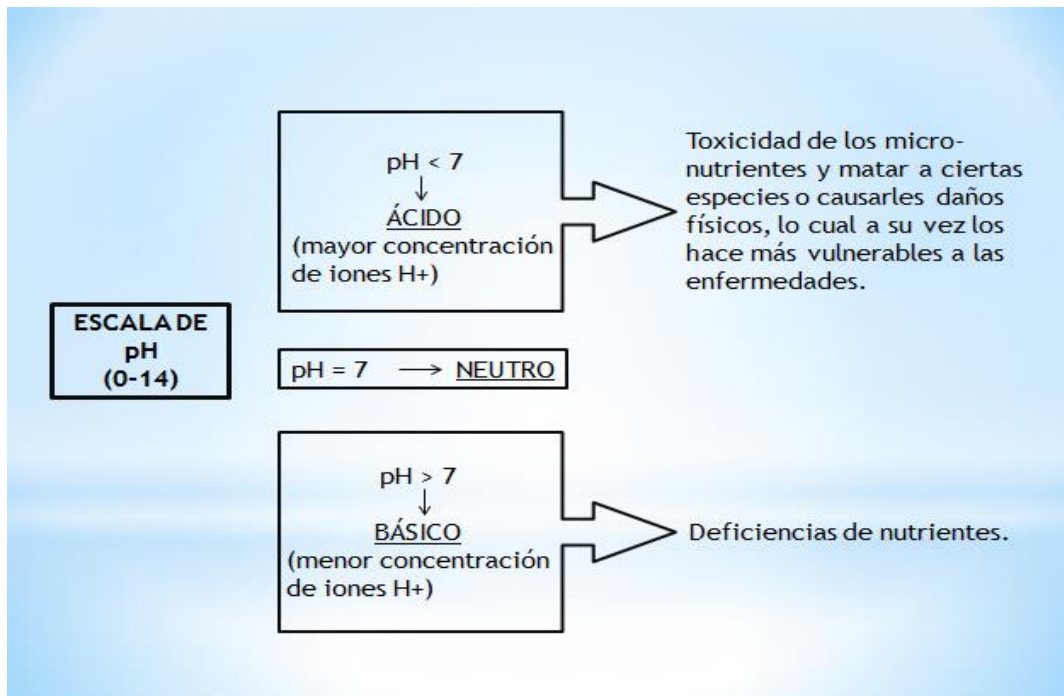 pH < 7
↓
ÁCIDO
(mayor concentración
de iones H+)
Toxicidad de los micro-
nutrientes y matar a ciertas
especies o causarles daños
físicos, lo cual a su vez los
hace más vulnerables a las
enfermedades.
ESCALA DE
pH
(0-14)
pH = 7 → NEUTRO
pH > 7
↓
BÁSICO
(menor concentración
de iones H+)
Deficiencias de nutrientes.